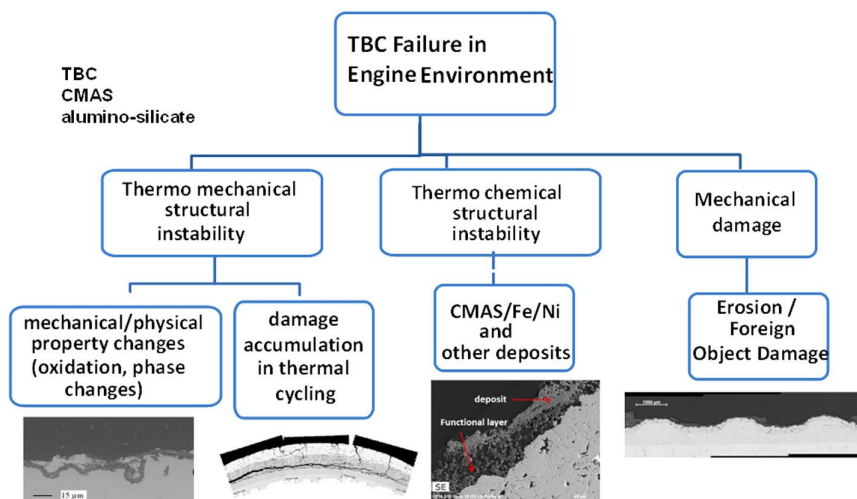 TBC Failure in
Engine Environment
TBC
CMAS
alumino-silicate
Thermo mechanical
structural
instability
Thermo chemical
structural
instability
Mechanical
damage
mechanical/physical
property changes
(oxidation, phase
changes)
damage
accumulation
in thermal
cycling
CMAS/Fe/Ni
and
other deposits
Erosion /
Foreign
Object Damage
15 μm
deposit
Functional layer
SE
1000 μm